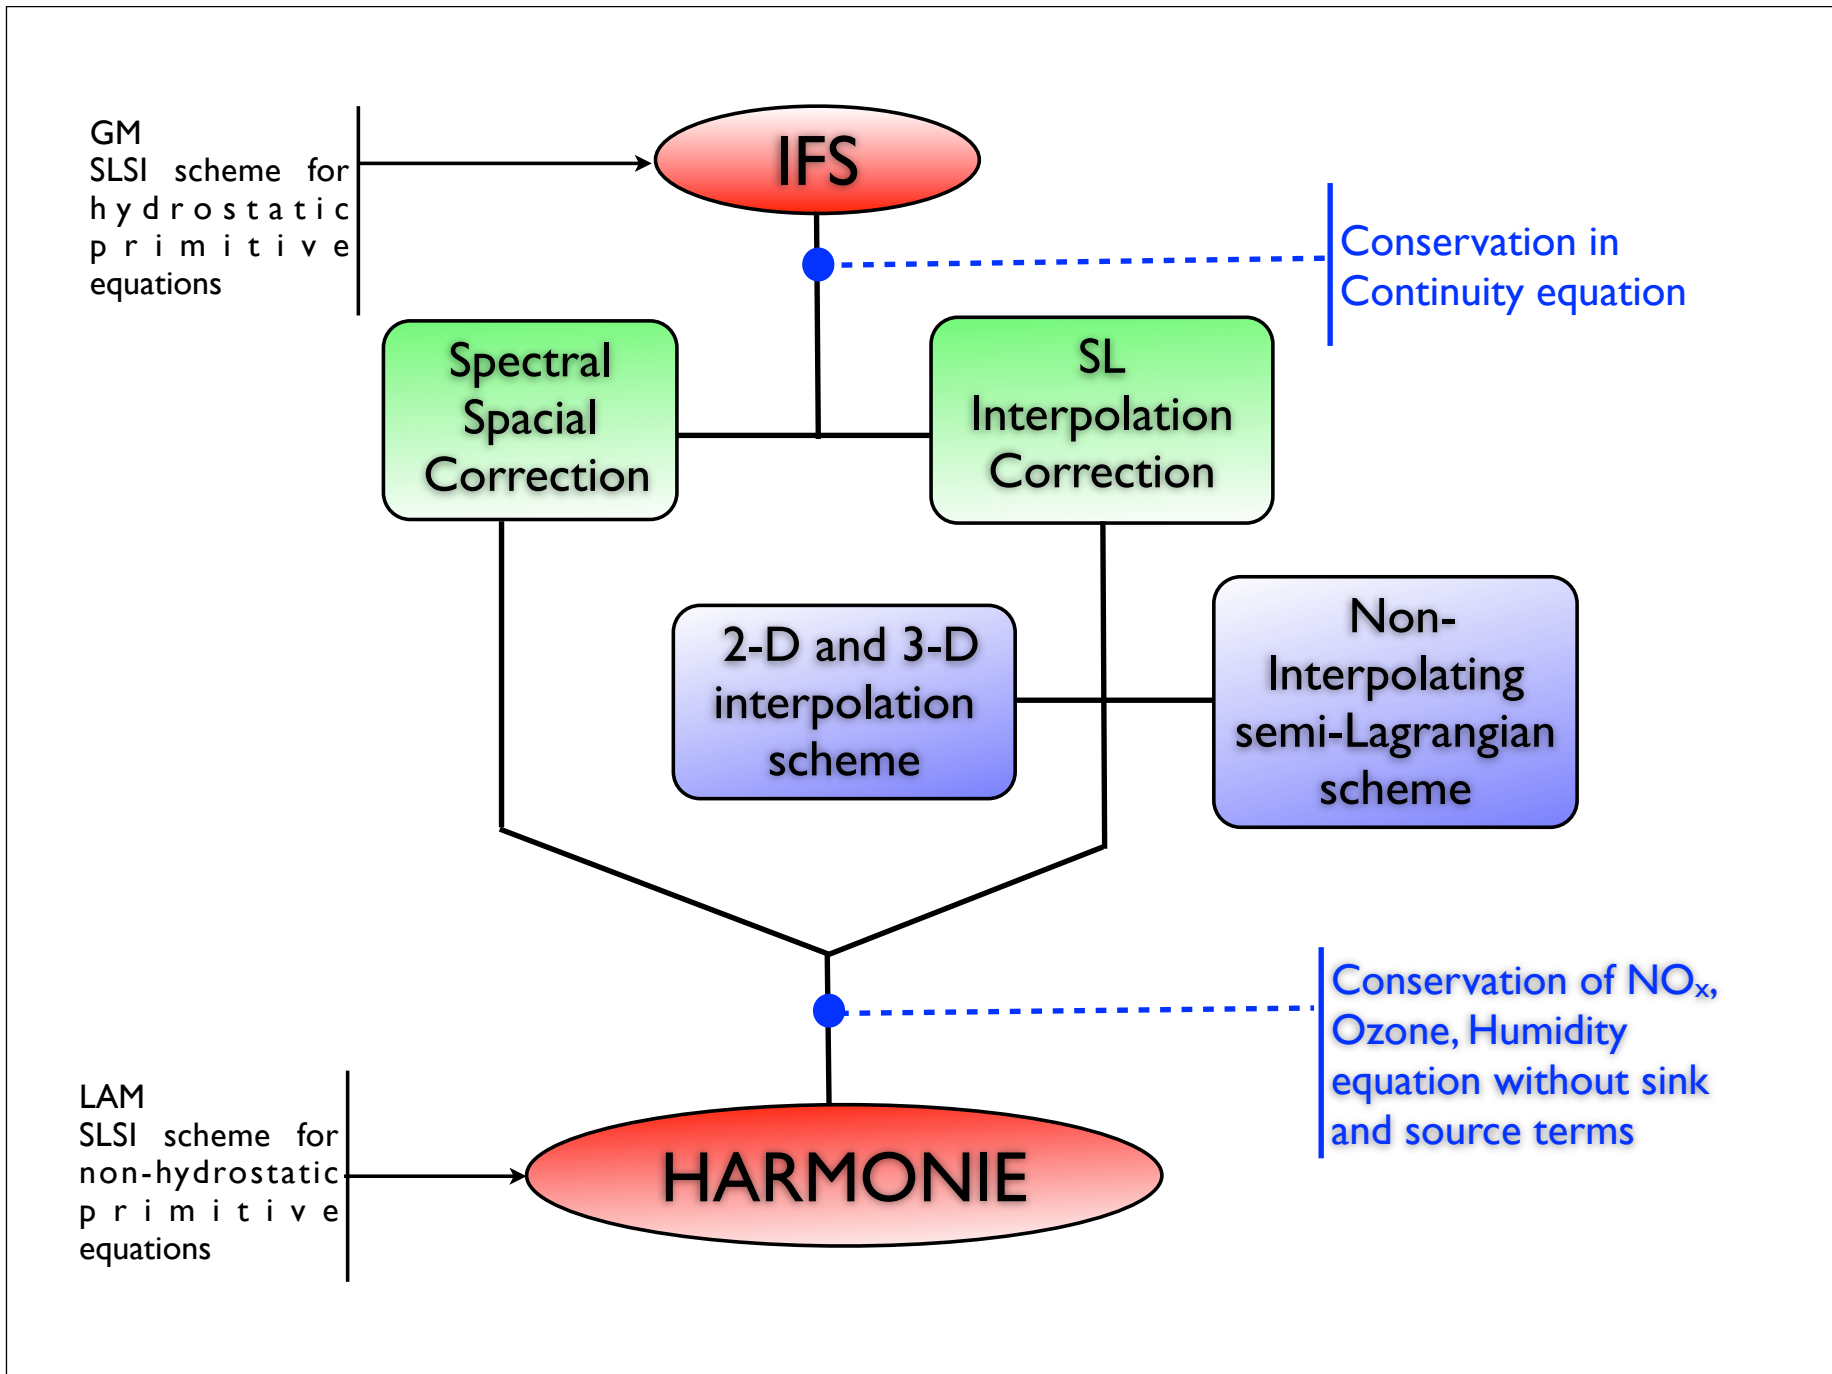 GM
SLSI scheme for
hydrostatic
primitive
equations
IFS
Conservation in
Continuity equation
Spectral
Spacial
Correction
SL
Interpolation
Correction
2-D and 3-D
interpolation
scheme
Non-
Interpolating
semi-Lagrangian
scheme
Conservation of NOₓ,
Ozone, Humidity
equation without sink
and source terms
LAM
SLSI scheme for
non-hydrostatic
primitive
equations
HARMONIE